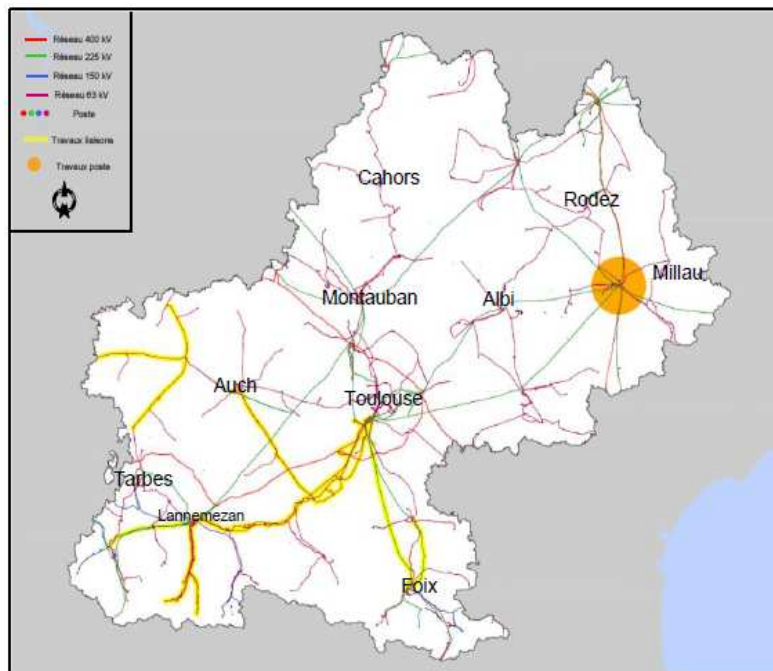 Réseau 400 kV
Réseau 225 kV
Réseau 150 kV
Réseau 63 kV
Poste
Travaux liaisons
Travaux poste
Cahors
Rodez
Millau
Montauban
Albi
Auch
Toulouse
Tarbes
Lannemezan
Foix